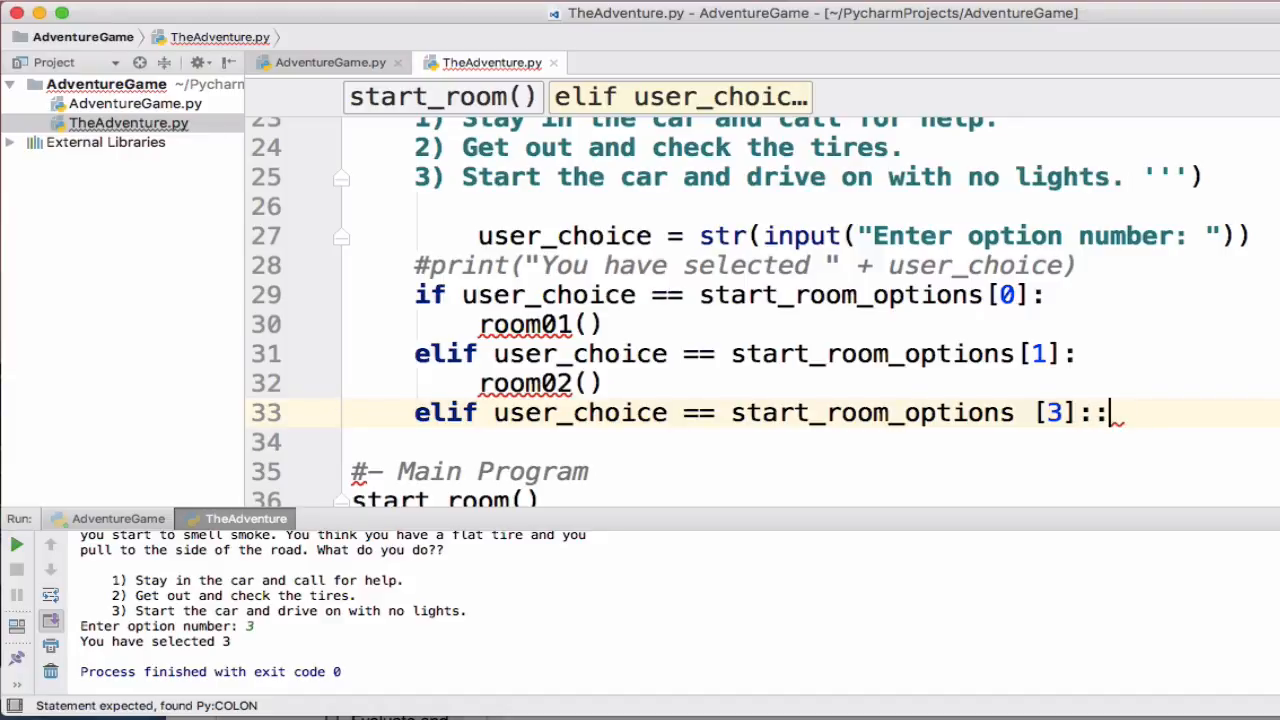 TheAdventure.py - AdventureGame - [~/PycharmProjects/AdventureGame]
AdventureGame TheAdventure.py
Project AdventureGame.py TheAdventure.py
AdventureGame ~/Pycharm
AdventureGame.py
TheAdventure.py
External Libraries
start_room() elif user_choic…
23 1) Stay in the car and call for help.
24 2) Get out and check the tires.
25 3) Start the car and drive on with no lights. ''')
26
27 user_choice = str(input("Enter option number: "))
28 #print("You have selected " + user_choice)
29 if user_choice == start_room_options[0]:
30 room01()
31 elif user_choice == start_room_options[1]:
32 room02()
33 elif user_choice == start_room_options [3]::
34
35 #— Main Program
36 start_room()
Run: AdventureGame TheAdventure
you start to smell smoke. You think you have a flat tire and you
pull to the side of the road. What do you do??
1) Stay in the car and call for help.
2) Get out and check the tires.
3) Start the car and drive on with no lights.
Enter option number: 3
You have selected 3
Process finished with exit code 0
Statement expected, found Py:COLON